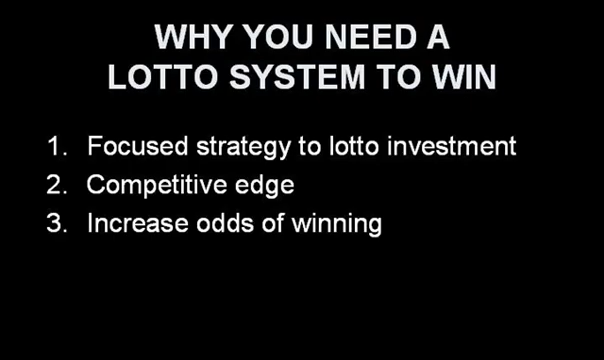 WHY YOU NEED A
LOTTO SYSTEM TO WIN
1. Focused strategy to lotto investment
2. Competitive edge
3. Increase odds of winning